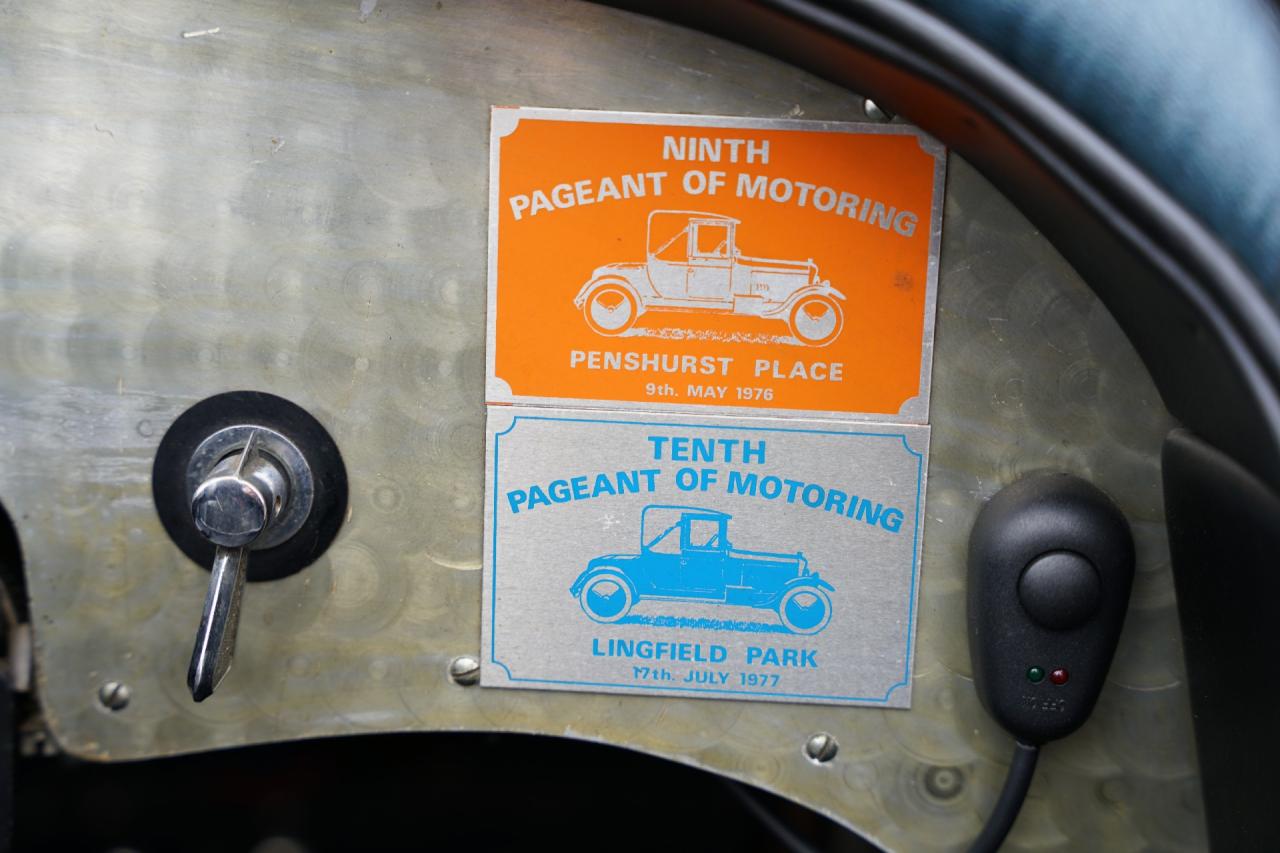 NINTH
PAGEANT OF MOTORING
PENSHURST PLACE
9th. MAY 1976
TENTH
PAGEANT OF MOTORING
LINGFIELD PARK
17th. JULY 1977